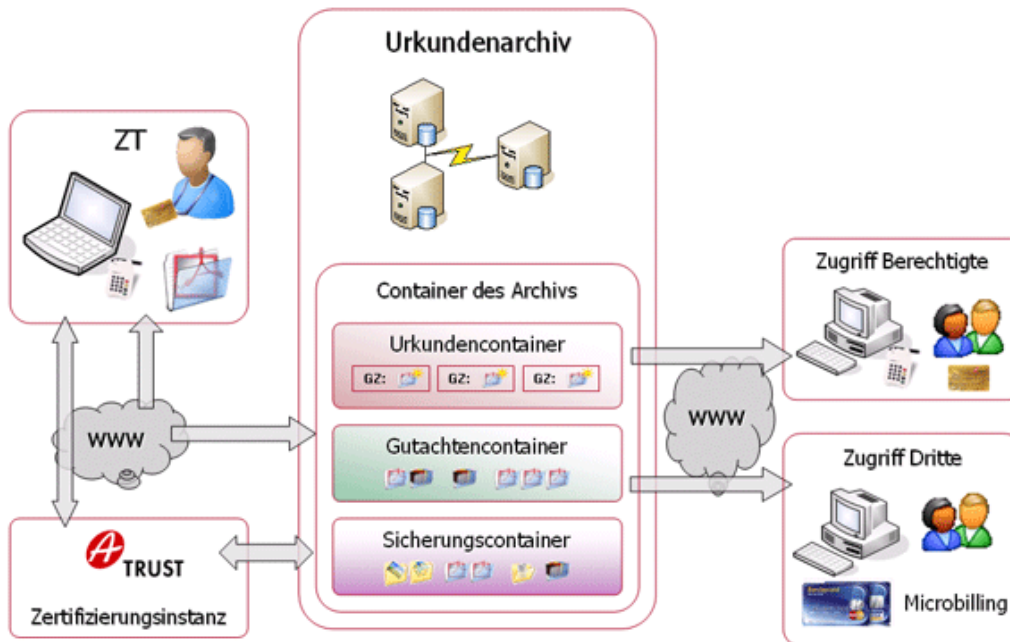 Urkundenarchiv
ZT
Container des Archivs
Urkundencontainer
GZ:
GZ:
GZ:
Gutachtencontainer
Sicherungscontainer
WWW
A TRUST
Zertifizierungsinstanz
WWW
Zugriff Berechtigte
Zugriff Dritte
Microbilling